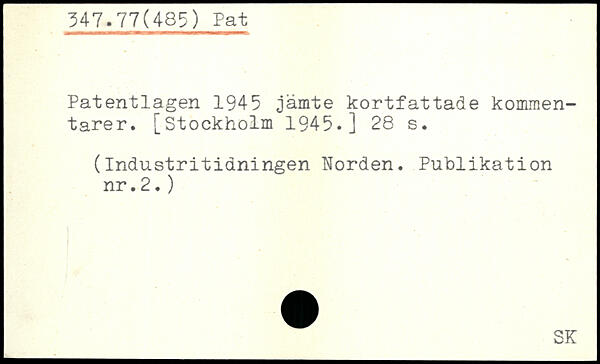 347.77(485) Pat
Patentlagen 1945 jämte kortfattade kommen-
tarer. [Stockholm 1945.] 28 s.
(Industritidningen Norden. Publikation
nr.2.)
SK